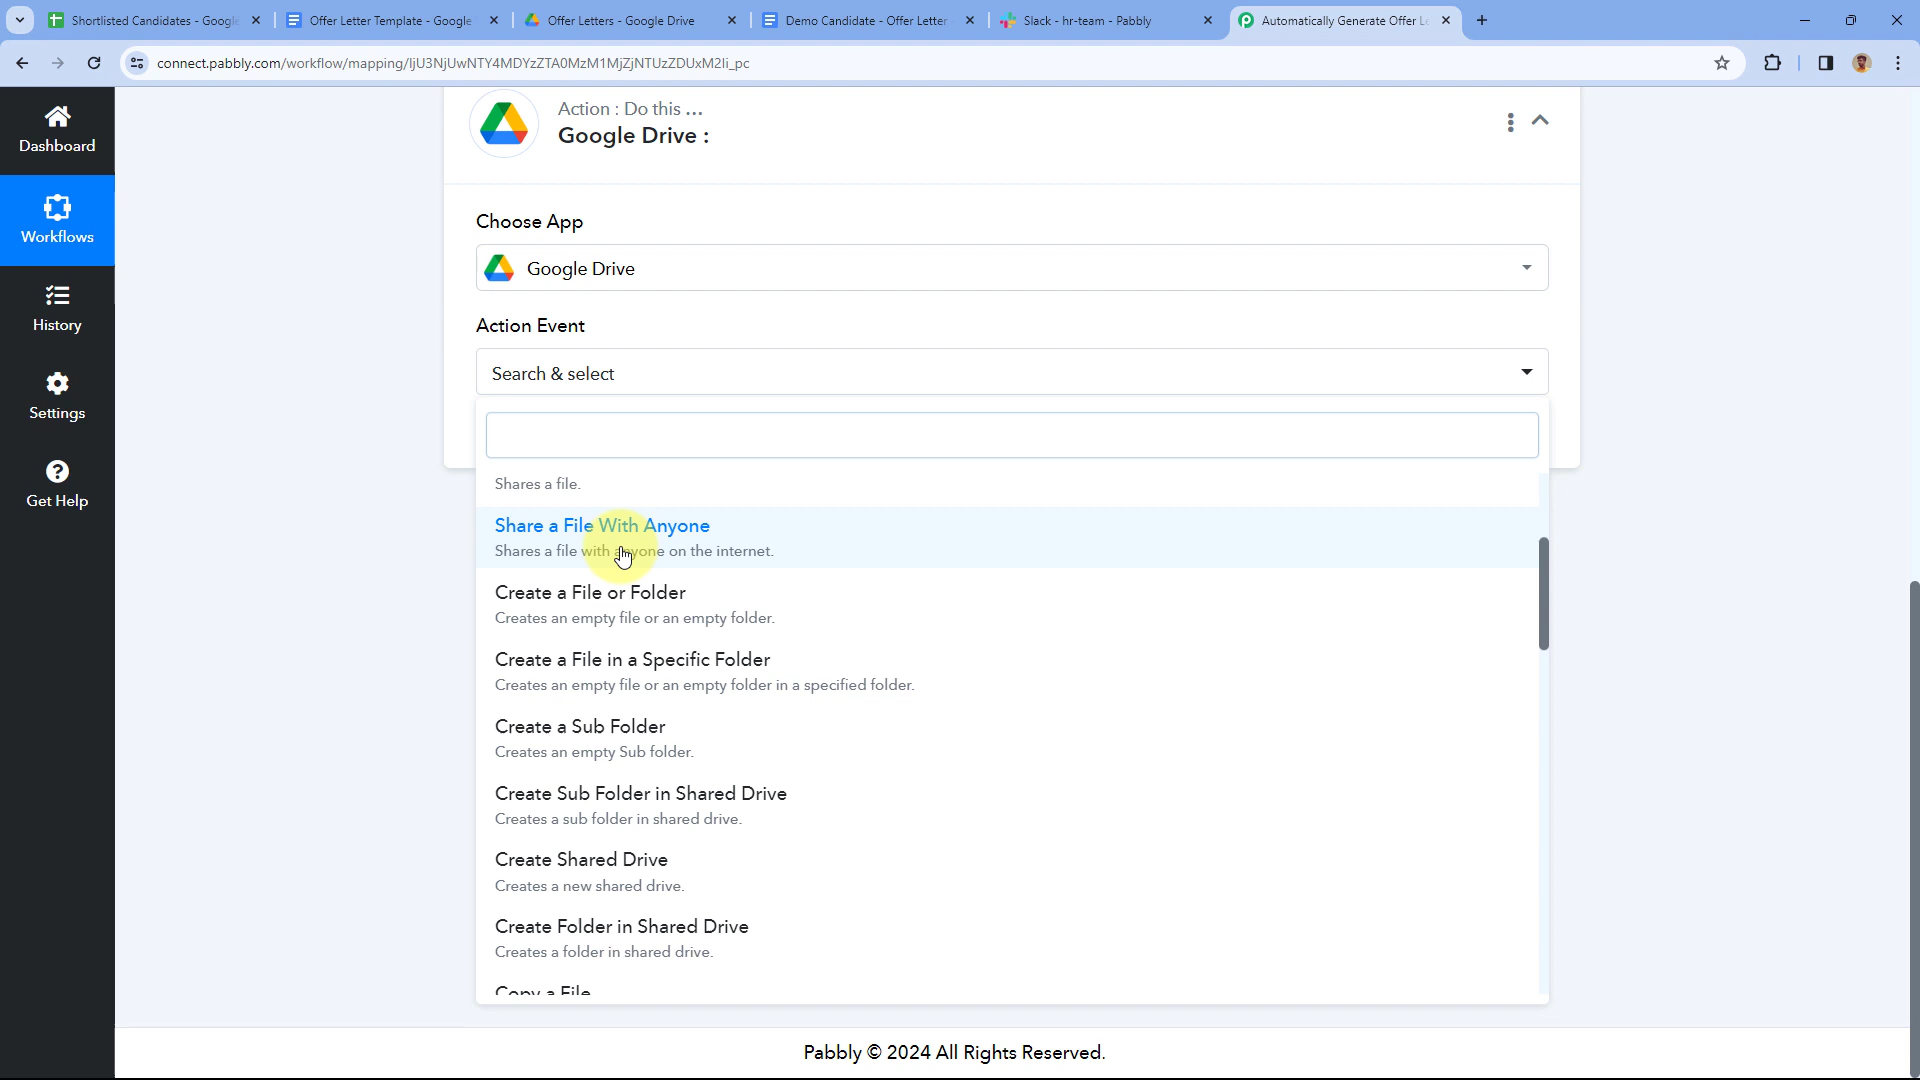 Shortlisted Candidates - Google
Offer Letter Template - Google
Offer Letters - Google Drive
Demo Candidate - Offer Letter
Slack - hr-team - Pabbly
Automatically Generate Offer Le
connect.pabbly.com/workflow/mapping/IjU3NjUwNTY4MDYzZTA0MzM1MjZjNTUzZDUxM2Ii_pc
Dashboard
Workflows
History
Settings
Get Help
Action : Do this ...
Google Drive :
Choose App
Google Drive
Action Event
Search & select
Shares a file.
Share a File With Anyone
Shares a file with anyone on the internet.
Create a File or Folder
Creates an empty file or an empty folder.
Create a File in a Specific Folder
Creates an empty file or an empty folder in a specified folder.
Create a Sub Folder
Creates an empty Sub folder.
Create Sub Folder in Shared Drive
Creates a sub folder in shared drive.
Create Shared Drive
Creates a new shared drive.
Create Folder in Shared Drive
Creates a folder in shared drive.
Copy a File
Pabbly © 2024 All Rights Reserved.